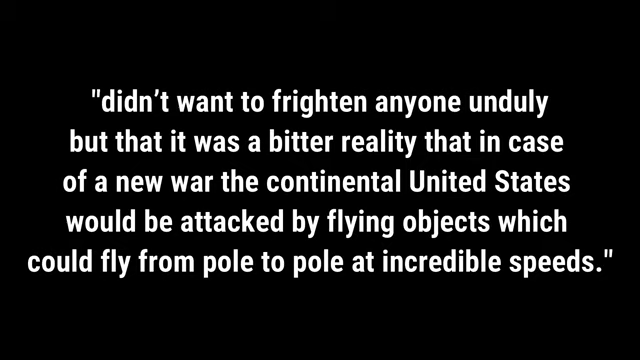 "didn’t want to frighten anyone unduly
but that it was a bitter reality that in case
of a new war the continental United States
would be attacked by flying objects which
could fly from pole to pole at incredible speeds."